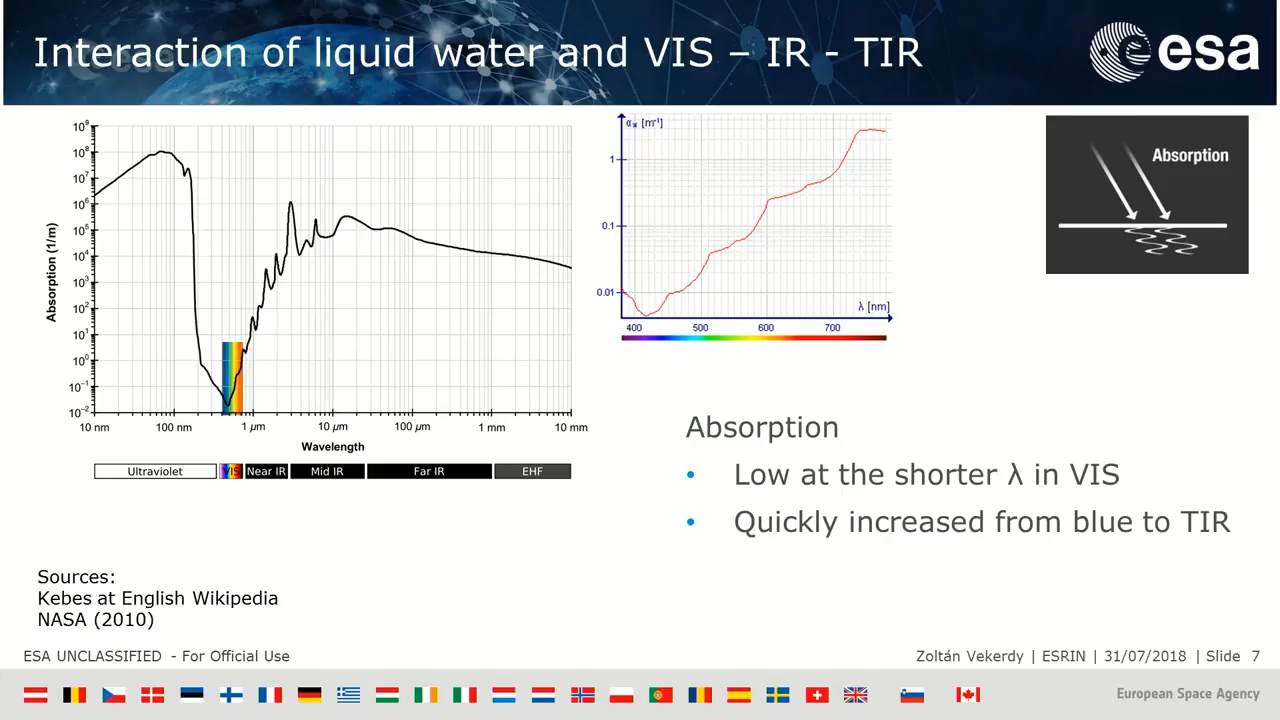 Interaction of liquid water and VIS – IR - TIR
esa
10⁹
10⁸
10⁷
10⁶
10⁵
10⁴
10³
10²
10¹
10⁰
10⁻¹
10⁻²
Absorption (1/m)
10 nm
100 nm
1 µm
10 µm
100 µm
1 mm
10 mm
Wavelength
Ultraviolet
VIS
Near IR
Mid IR
Far IR
EHF
αw [m⁻¹]
1
0.1
0.01
λ [nm]
400
500
600
700
Absorption
Absorption
• Low at the shorter λ in VIS
• Quickly increased from blue to TIR
Sources:
Kebes at English Wikipedia
NASA (2010)
ESA UNCLASSIFIED - For Official Use
Zoltán Vekerdy | ESRIN | 31/07/2018 | Slide 7
European Space Agency